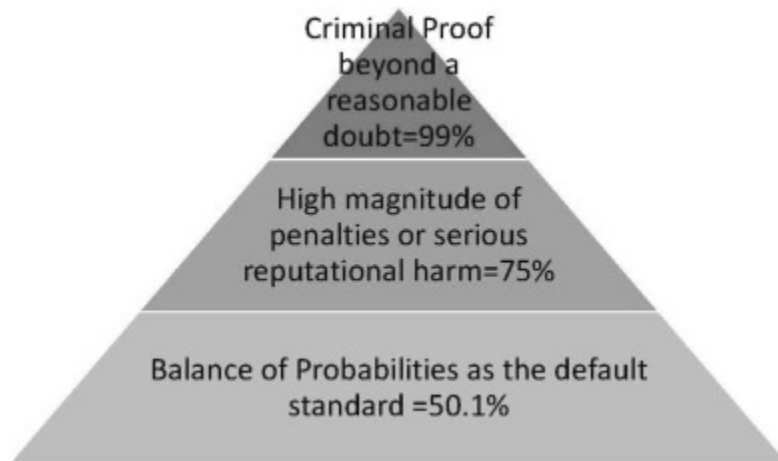 Criminal Proof
beyond a
reasonable
doubt=99%
High magnitude of
penalties or serious
reputational harm=75%
Balance of Probabilities as the default
standard =50.1%